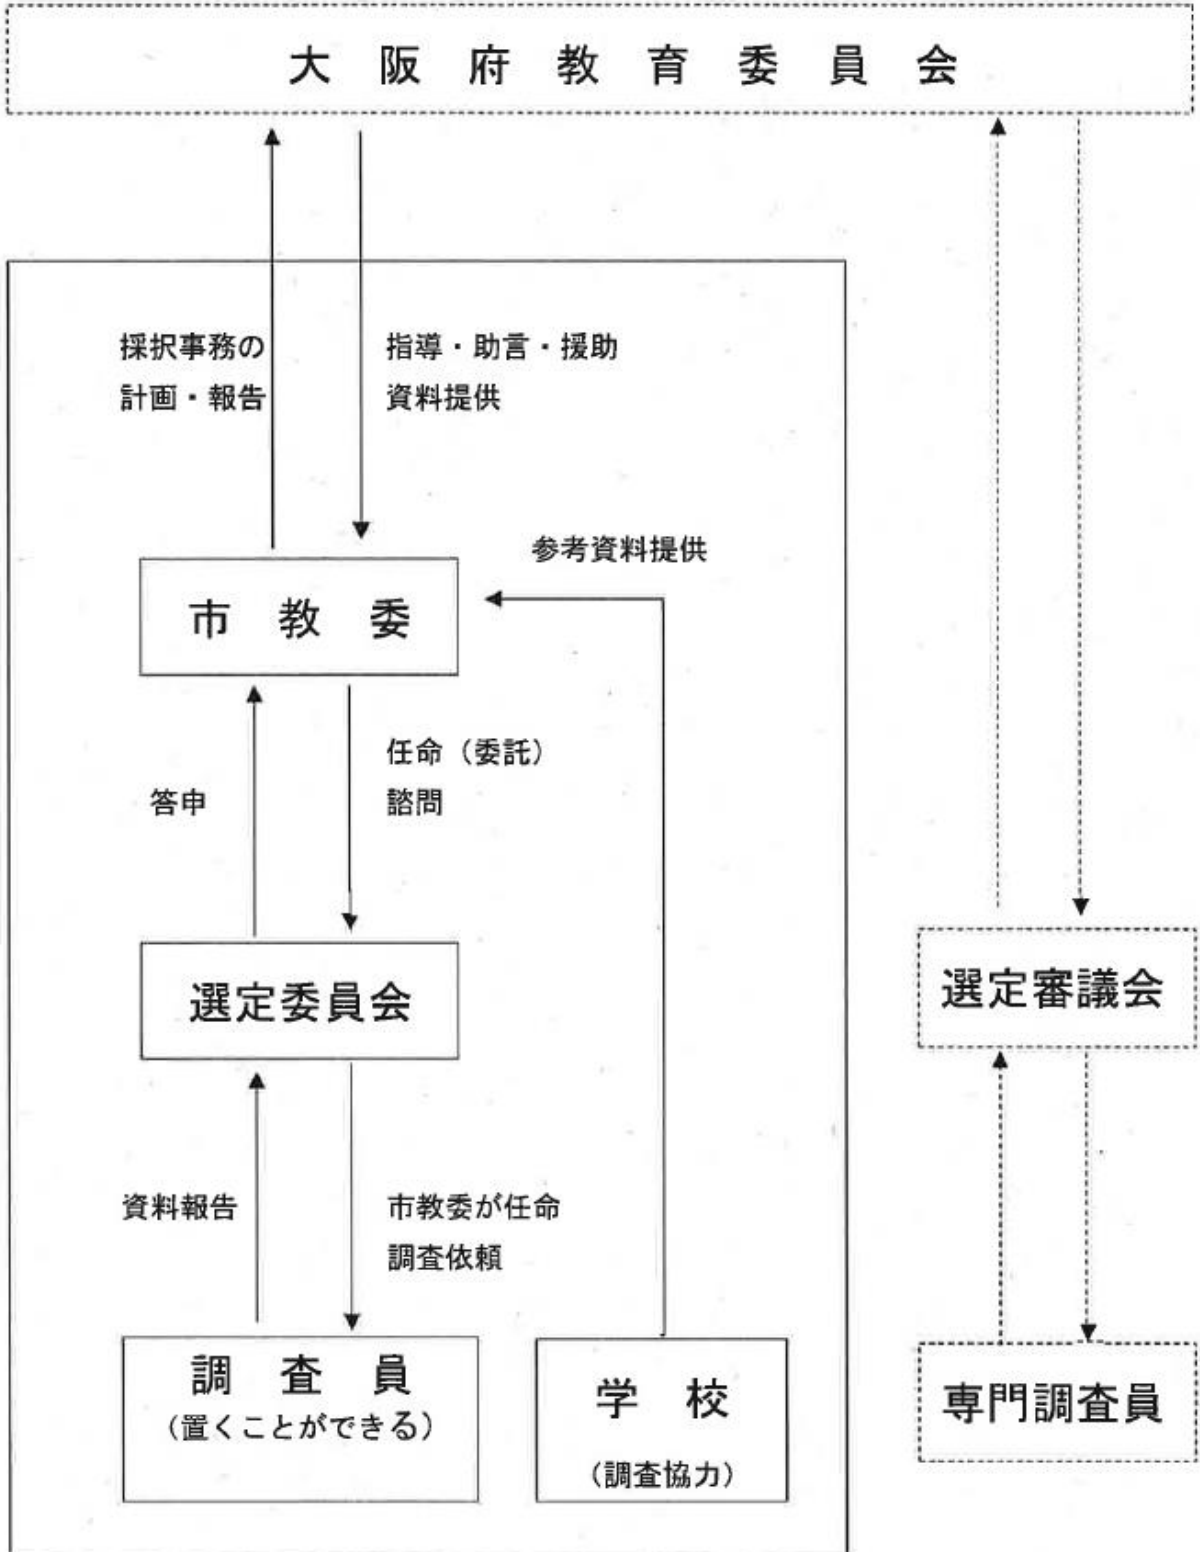 大阪府教育委員会
採択事務の
計画・報告
指導・助言・援助
資料提供
参考資料提供
市教委
答申
任命（委託）
諮問
選定委員会
選定審議会
資料報告
市教委が任命
調査依頼
調査員
（置くことができる）
学校
（調査協力）
専門調査員